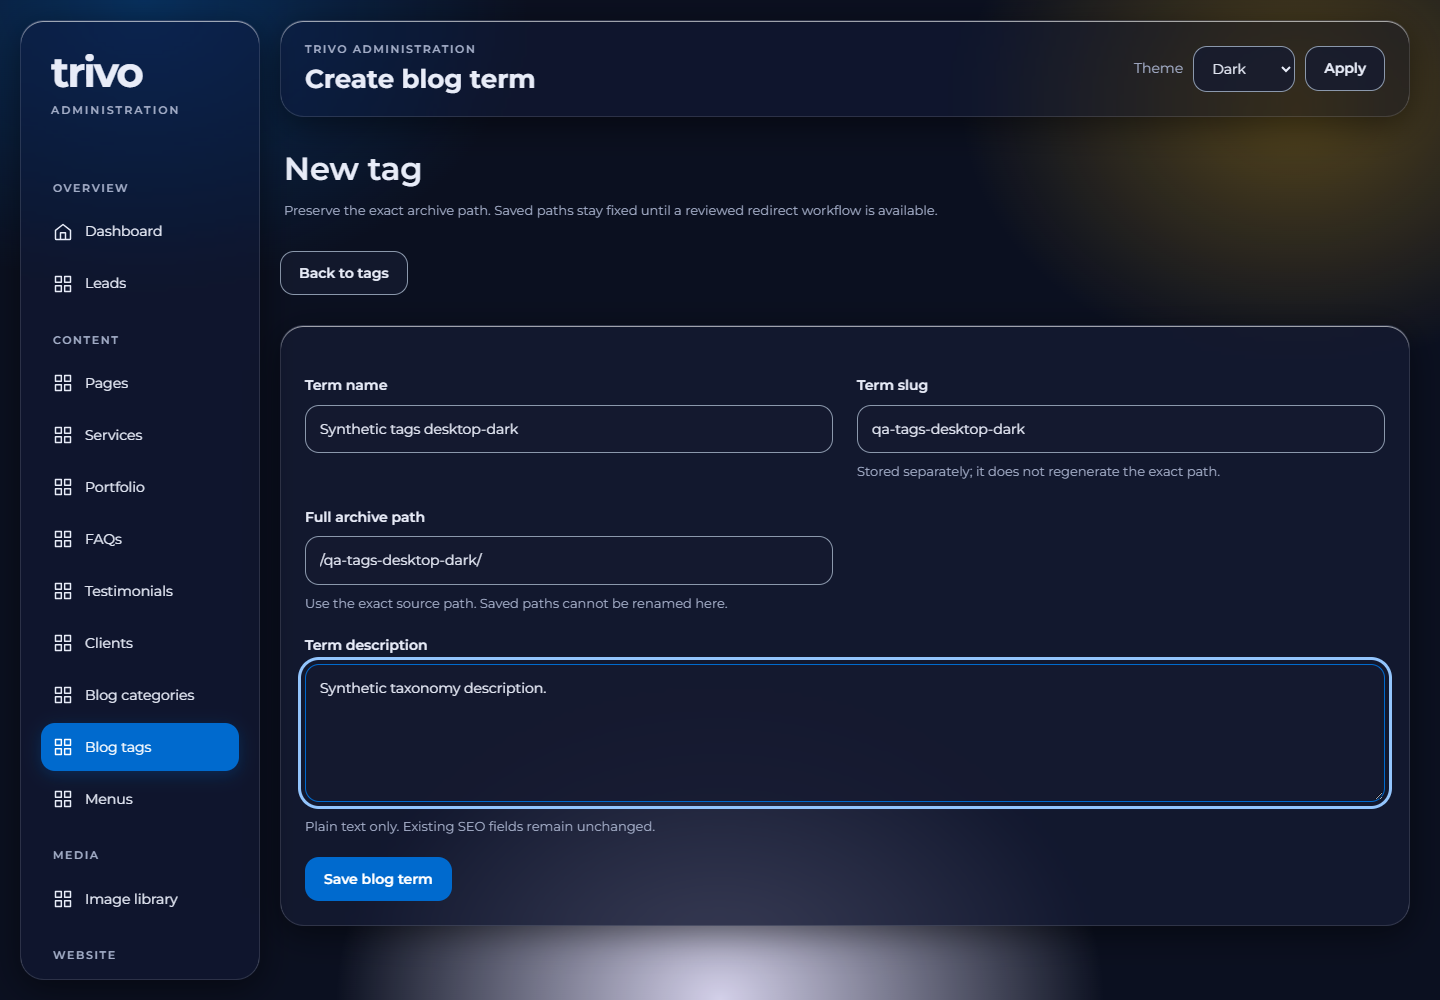 trivo
ADMINISTRATION
OVERVIEW
Dashboard
Leads
CONTENT
Pages
Services
Portfolio
FAQs
Testimonials
Clients
Blog categories
Blog tags
Menus
MEDIA
Image library
WEBSITE
TRIVO ADMINISTRATION
Create blog term
Theme
Dark
Apply
New tag
Preserve the exact archive path. Saved paths stay fixed until a reviewed redirect workflow is available.
Back to tags
Term name
Synthetic tags desktop-dark
Term slug
qa-tags-desktop-dark
Stored separately; it does not regenerate the exact path.
Full archive path
/qa-tags-desktop-dark/
Use the exact source path. Saved paths cannot be renamed here.
Term description
Synthetic taxonomy description.
Plain text only. Existing SEO fields remain unchanged.
Save blog term